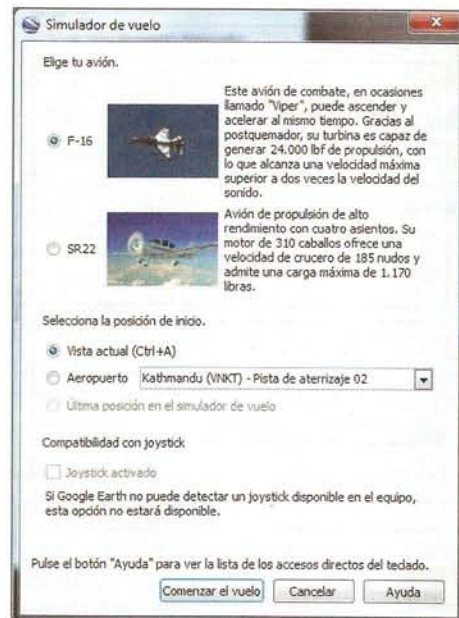 Simulador de vuelo
Elige tu avión.
F-16
Este avión de combate, en ocasiones
llamado "Viper", puede ascender y
acelerar al mismo tiempo. Gracias al
postquemador, su turbina es capaz de
generar 24.000 lbf de propulsión, con
lo que alcanza una velocidad máxima
superior a dos veces la velocidad del
sonido.
SR22
Avión de propulsión de alto
rendimiento con cuatro asientos. Su
motor de 310 caballos ofrece una
velocidad de crucero de 185 nudos y
admite una carga máxima de 1.170
libras.
Selecciona la posición de inicio.
Vista actual (Ctrl+A)
Aeropuerto Kathmandu (VNKT) - Pista de aterrizaje 02
Última posición en el simulador de vuelo
Compatibilidad con joystick
Joystick activado
Si Google Earth no puede detectar un joystick disponible en el equipo,
esta opción no estará disponible.
Pulse el botón "Ayuda" para ver la lista de los accesos directos del teclado.
Comenzar el vuelo Cancelar Ayuda